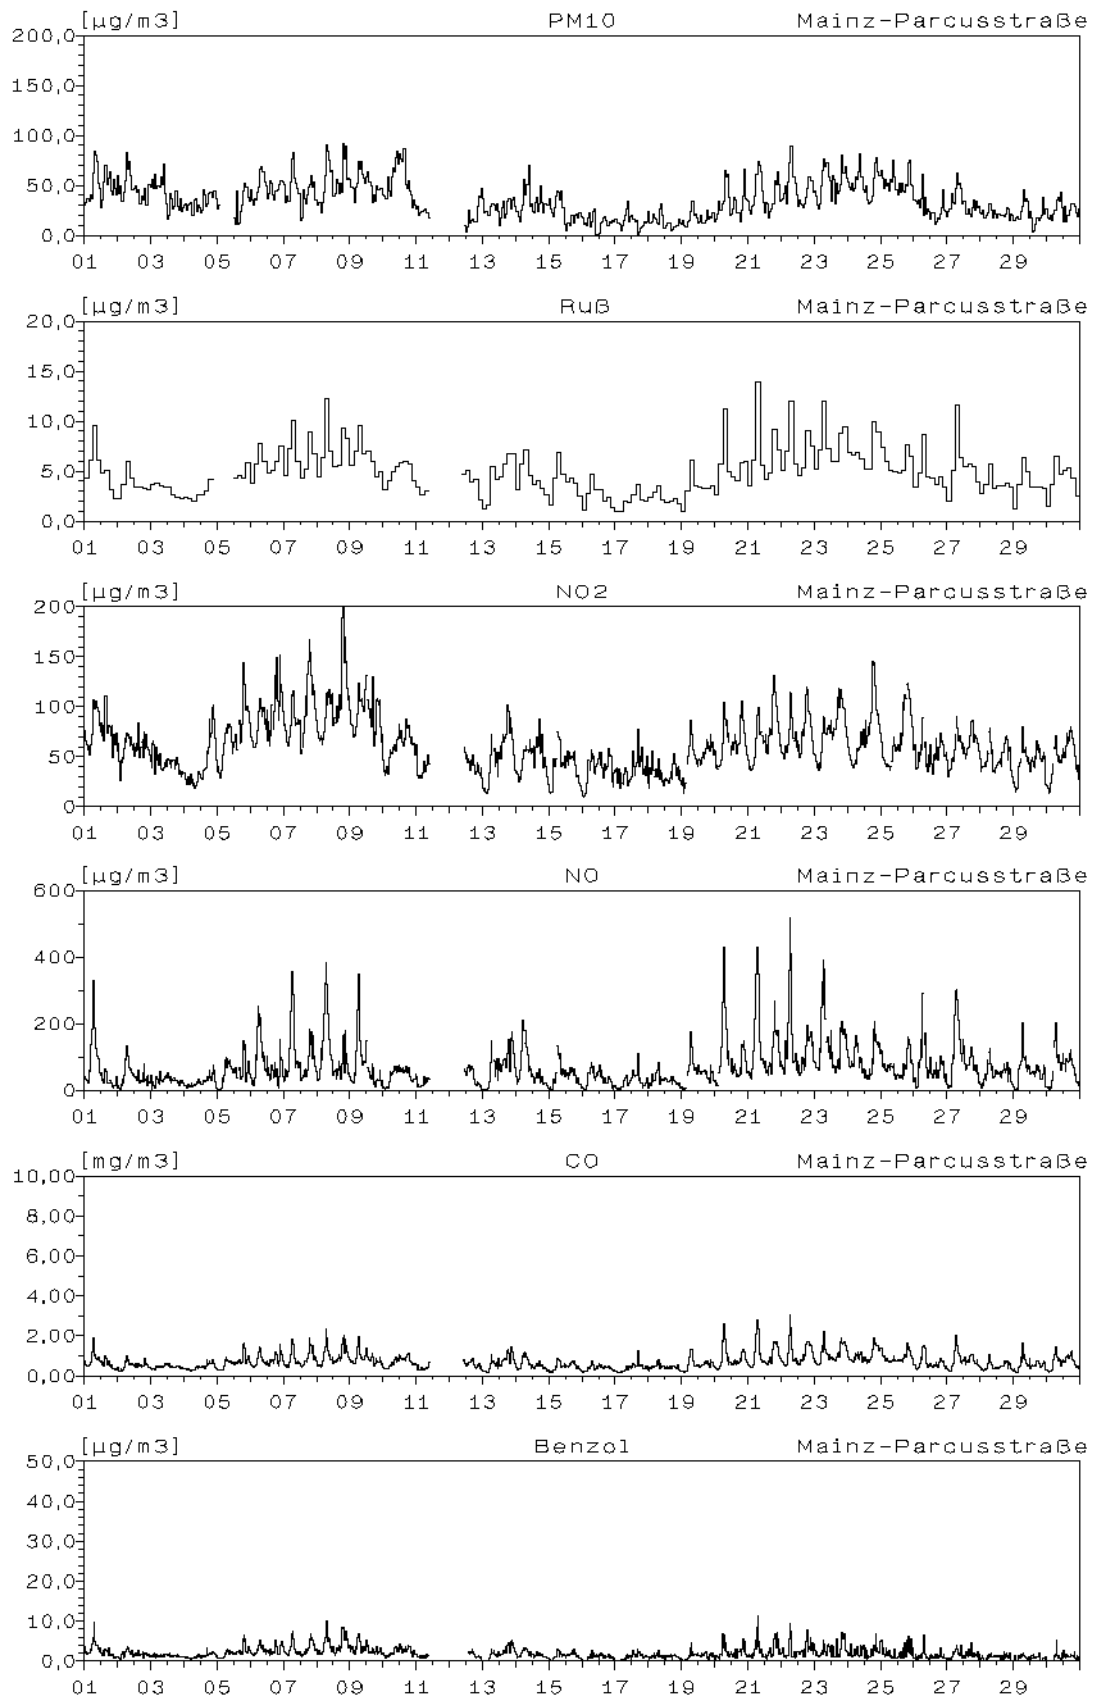 [µg/m3] PM10 Mainz-Parcusstraße
200,0
150,0
100,0
50,0
0,0
01 03 05 07 09 11 13 15 17 19 21 23 25 27 29
[µg/m3] Ruß Mainz-Parcusstraße
20,0
15,0
10,0
5,0
0,0
01 03 05 07 09 11 13 15 17 19 21 23 25 27 29
[µg/m3] NO2 Mainz-Parcusstraße
200
150
100
50
0
01 03 05 07 09 11 13 15 17 19 21 23 25 27 29
[µg/m3] NO Mainz-Parcusstraße
600
400
200
0
01 03 05 07 09 11 13 15 17 19 21 23 25 27 29
[mg/m3] CO Mainz-Parcusstraße
10,00
8,00
6,00
4,00
2,00
0,00
01 03 05 07 09 11 13 15 17 19 21 23 25 27 29
[µg/m3] Benzol Mainz-Parcusstraße
50,0
40,0
30,0
20,0
10,0
0,0
01 03 05 07 09 11 13 15 17 19 21 23 25 27 29